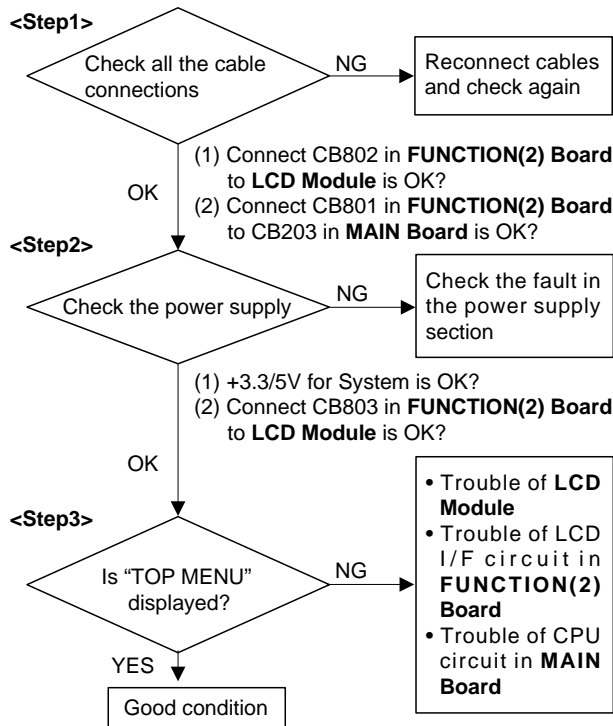 <Step1>
Check all the cable
connections
NG
Reconnect cables
and check again
OK
(1) Connect CB802 in FUNCTION(2) Board
to LCD Module is OK?
(2) Connect CB801 in FUNCTION(2) Board
to CB203 in MAIN Board is OK?
<Step2>
Check the power supply
NG
Check the fault in
the power supply
section
(1) +3.3/5V for System is OK?
(2) Connect CB803 in FUNCTION(2) Board
to LCD Module is OK?
OK
<Step3>
Is “TOP MENU”
displayed?
NG
• Trouble of LCD
Module
• Trouble of LCD
I/F circuit in
FUNCTION(2)
Board
• Trouble of CPU
circuit in MAIN
Board
YES
Good condition